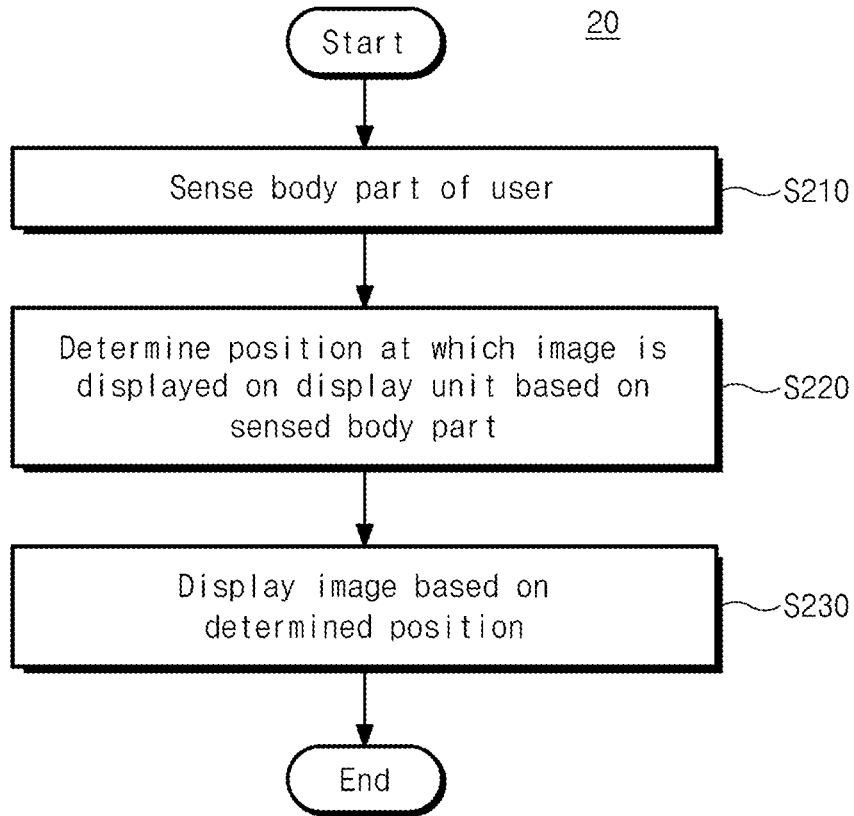 20
Start
Sense body part of user
S210
Determine position at which image is
displayed on display unit based on
sensed body part
S220
Display image based on
determined position
S230
End